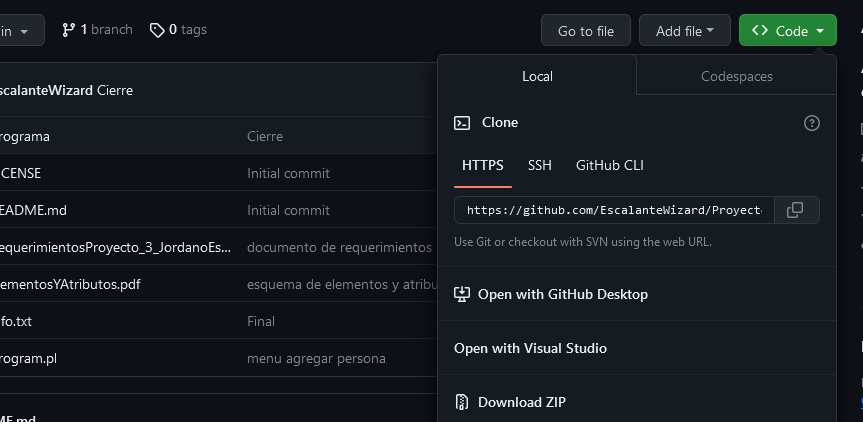 in
1 branch
0 tags
Go to file
Add file
Code
scalanteWizard Cierre
rograma Cierre
CENSE Initial commit
EADME.md Initial commit
equerimientosProyecto_3_JordanoEs... documento de requerimientos
ementosYAtributos.pdf esquema de elementos y atribu
fo.txt Final
rogram.pl menu agregar persona
ME.md
Local
Codespaces
Clone
HTTPS
SSH
GitHub CLI
https://github.com/EscalanteWizard/Proyect
Use Git or checkout with SVN using the web URL.
Open with GitHub Desktop
Open with Visual Studio
Download ZIP